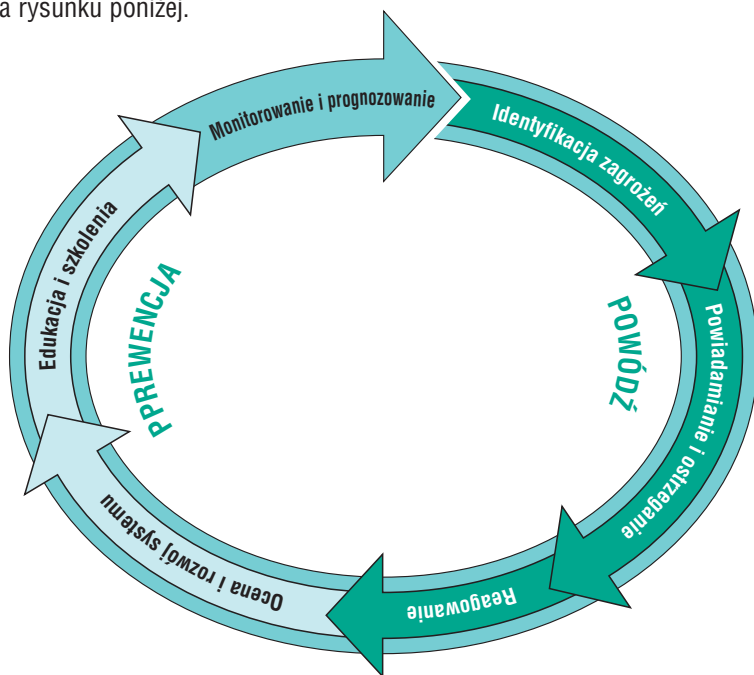 a rysunku poniżej.
Monitorowanie i prognozowanie
Identyfikacja zagrożeń
Powiadamianie i ostrzeganie
Reagowanie
Ocena i rozwój systemu
Edukacja i szkolenia
PPREWENCJA
POWÓDŹ